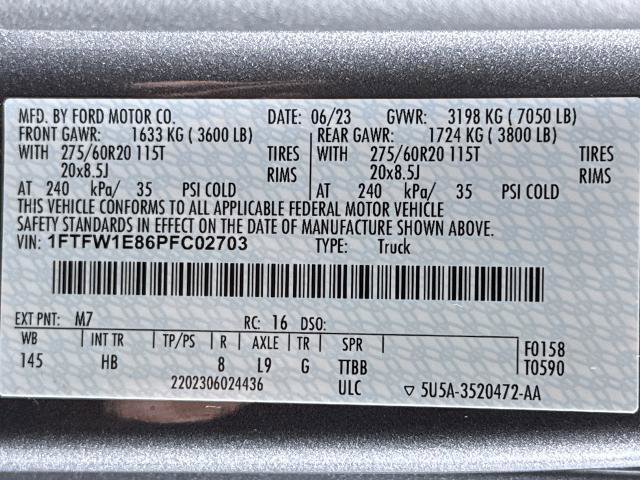 MFD. BY FORD MOTOR CO. DATE: 06/23 GVWR: 3198 KG ( 7050 LB)
FRONT GAWR: 1633 KG ( 3600 LB) REAR GAWR: 1724 KG ( 3800 LB)
WITH 275/60R20 115T TIRES WITH 275/60R20 115T TIRES
20x8.5J RIMS 20x8.5J RIMS
AT 240 kPa/ 35 PSI COLD AT 240 kPa/ 35 PSI COLD
THIS VEHICLE CONFORMS TO ALL APPLICABLE FEDERAL MOTOR VEHICLE
SAFETY STANDARDS IN EFFECT ON THE DATE OF MANUFACTURE SHOWN ABOVE.
VIN: 1FTFW1E86PFC02703 TYPE: Truck
EXT PNT: M7 RC: 16 DSO:
WB INT TR TP/PS R AXLE TR SPR F0158
145 HB 8 L9 G TTBB T0590
2202306024436 ULC ▽ 5U5A-3520472-AA